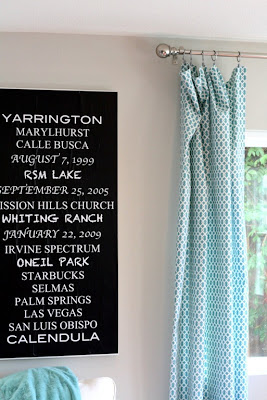 YARRINGTON
MARYLHURST
CALLE BUSCA
AUGUST 7, 1999
RSM LAKE
SEPTEMBER 25, 2005
MISSION HILLS CHURCH
WHITING RANCH
JANUARY 22, 2009
IRVINE SPECTRUM
ONEIL PARK
STARBUCKS
SELMAS
PALM SPRINGS
LAS VEGAS
SAN LUIS OBISPO
CALENDULA